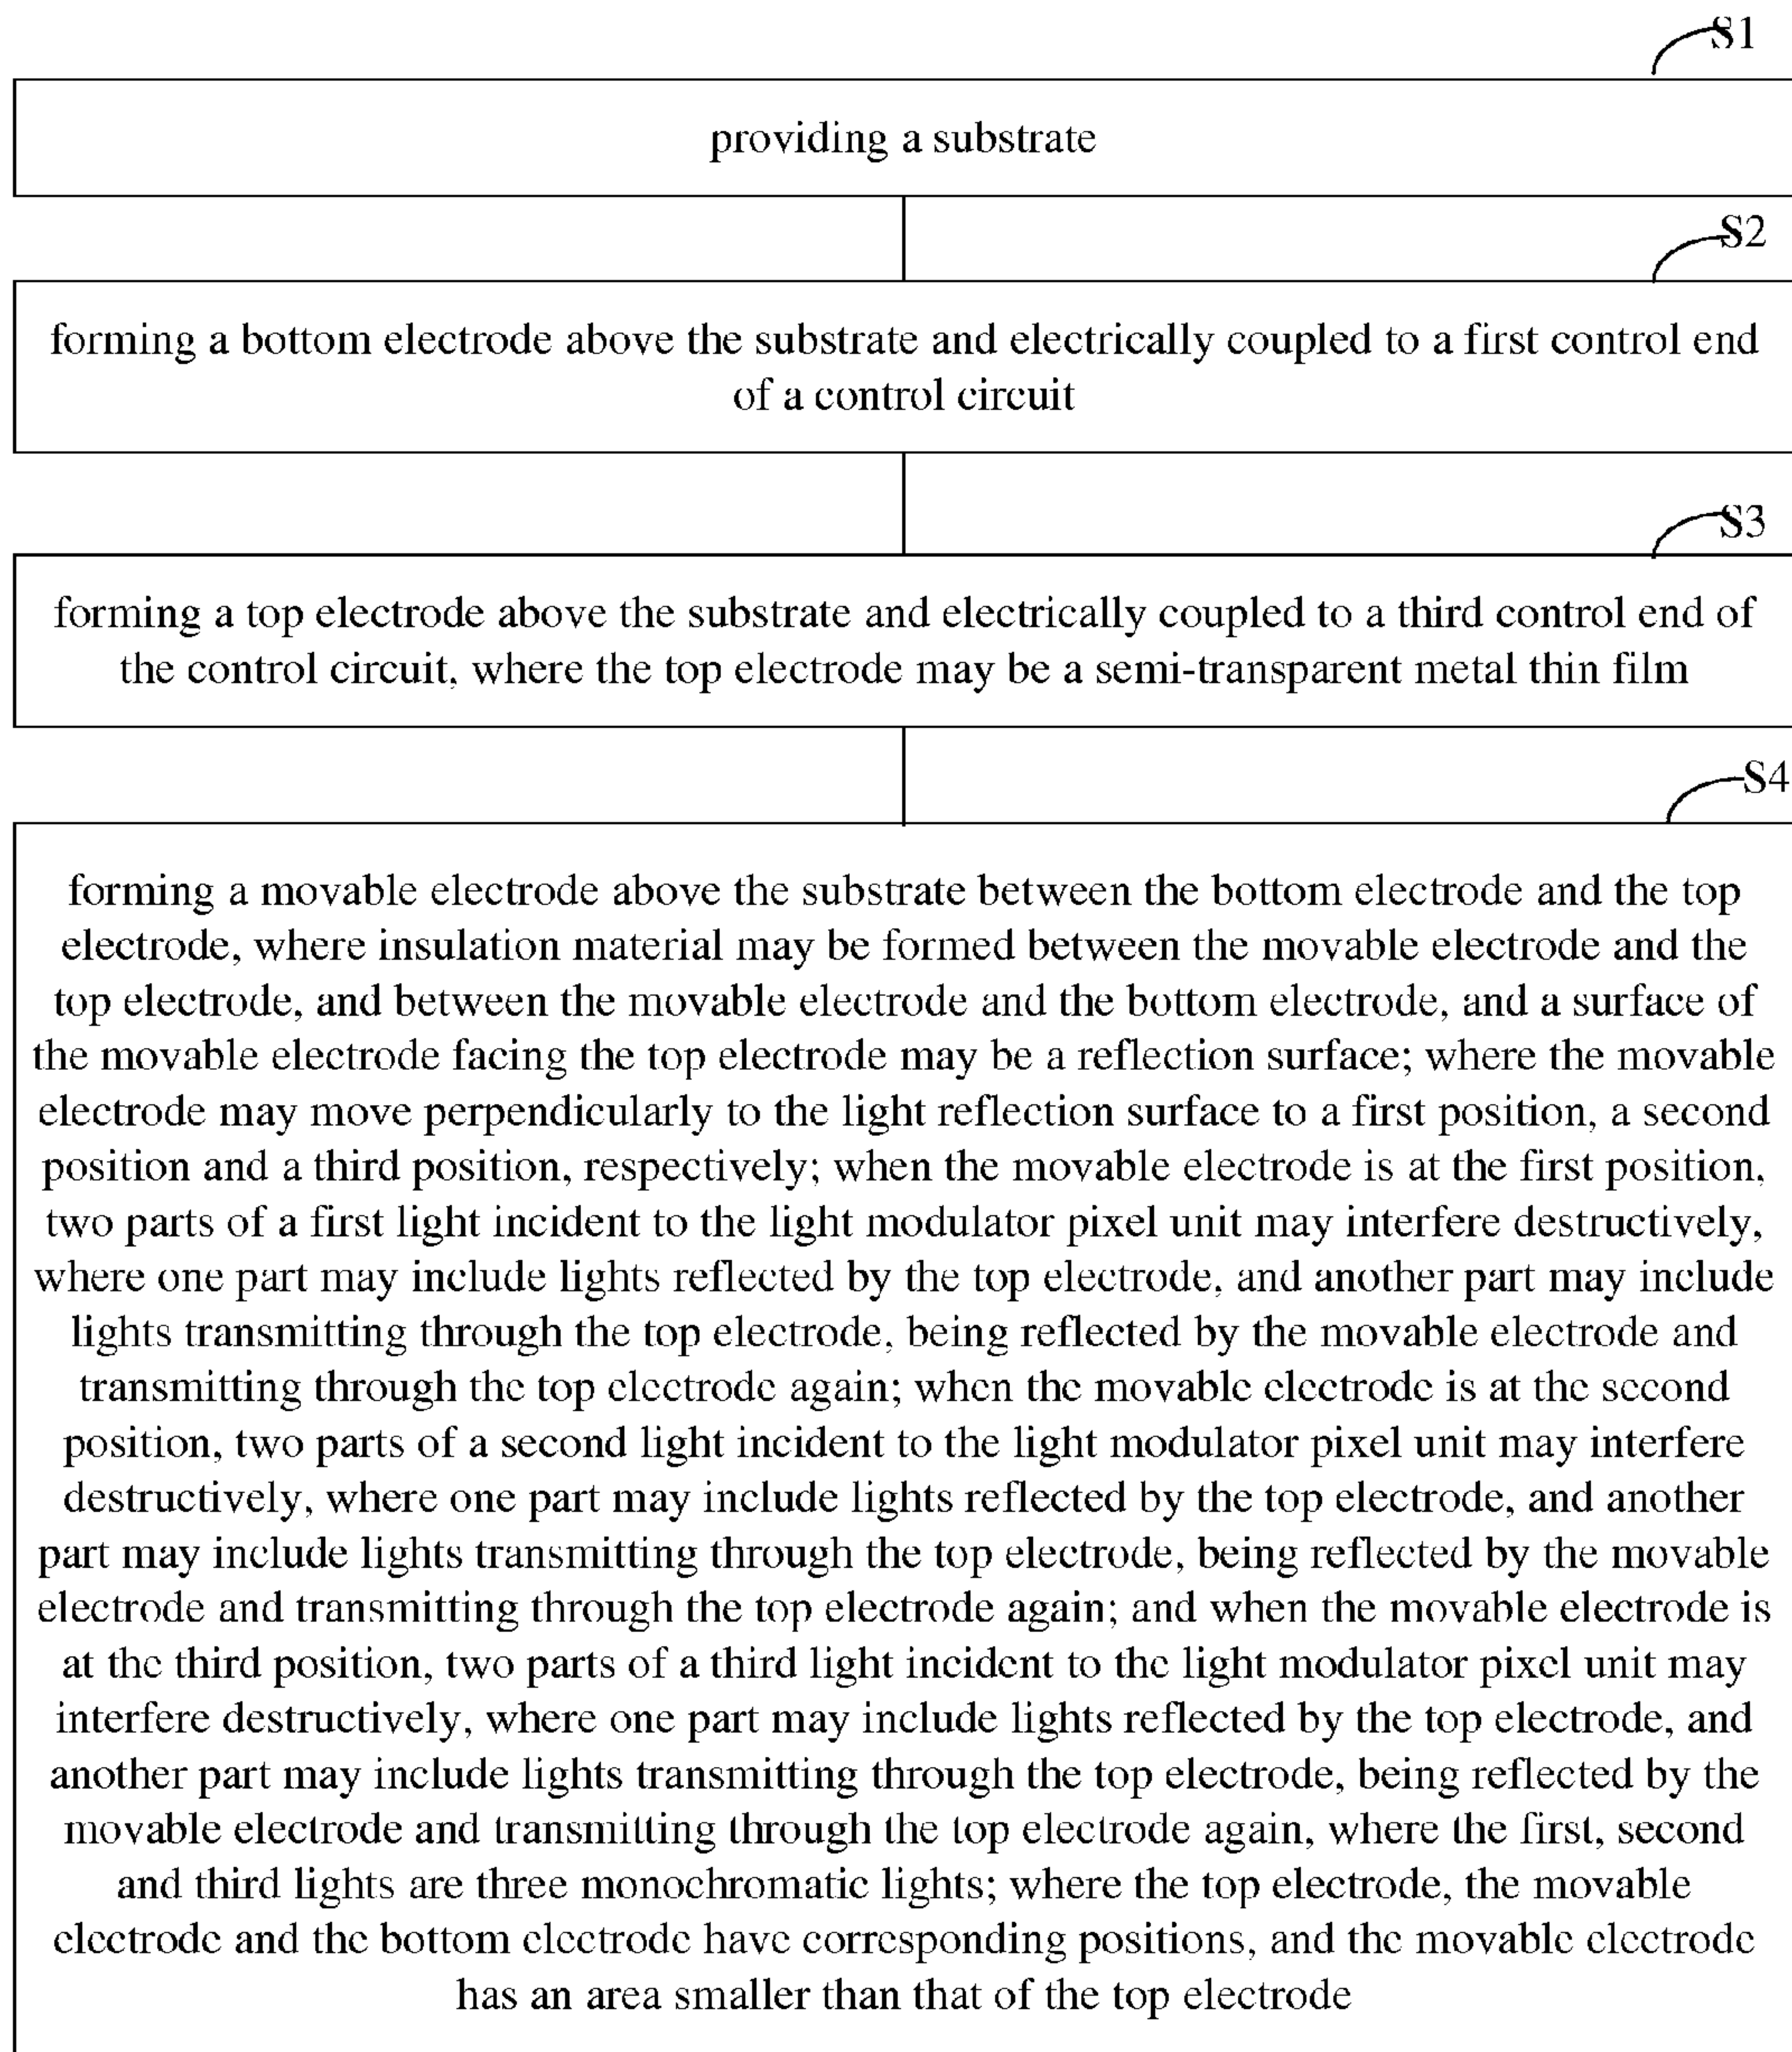 S1
providing a substrate
S2
forming a bottom electrode above the substrate and electrically coupled to a first control end
of a control circuit
S3
forming a top electrode above the substrate and electrically coupled to a third control end of
the control circuit, where the top electrode may be a semi-transparent metal thin film
S4
forming a movable electrode above the substrate between the bottom electrode and the top
electrode, where insulation material may be formed between the movable electrode and the
top electrode, and between the movable electrode and the bottom electrode, and a surface of
the movable electrode facing the top electrode may be a reflection surface; where the movable
electrode may move perpendicularly to the light reflection surface to a first position, a second
position and a third position, respectively; when the movable electrode is at the first position,
two parts of a first light incident to the light modulator pixel unit may interfere destructively,
where one part may include lights reflected by the top electrode, and another part may include
lights transmitting through the top electrode, being reflected by the movable electrode and
transmitting through the top electrode again; when the movable electrode is at the second
position, two parts of a second light incident to the light modulator pixel unit may interfere
destructively, where one part may include lights reflected by the top electrode, and another
part may include lights transmitting through the top electrode, being reflected by the movable
electrode and transmitting through the top electrode again; and when the movable electrode is
at the third position, two parts of a third light incident to the light modulator pixel unit may
interfere destructively, where one part may include lights reflected by the top electrode, and
another part may include lights transmitting through the top electrode, being reflected by the
movable electrode and transmitting through the top electrode again, where the first, second
and third lights are three monochromatic lights; where the top electrode, the movable
electrode and the bottom electrode have corresponding positions, and the movable electrode
has an area smaller than that of the top electrode